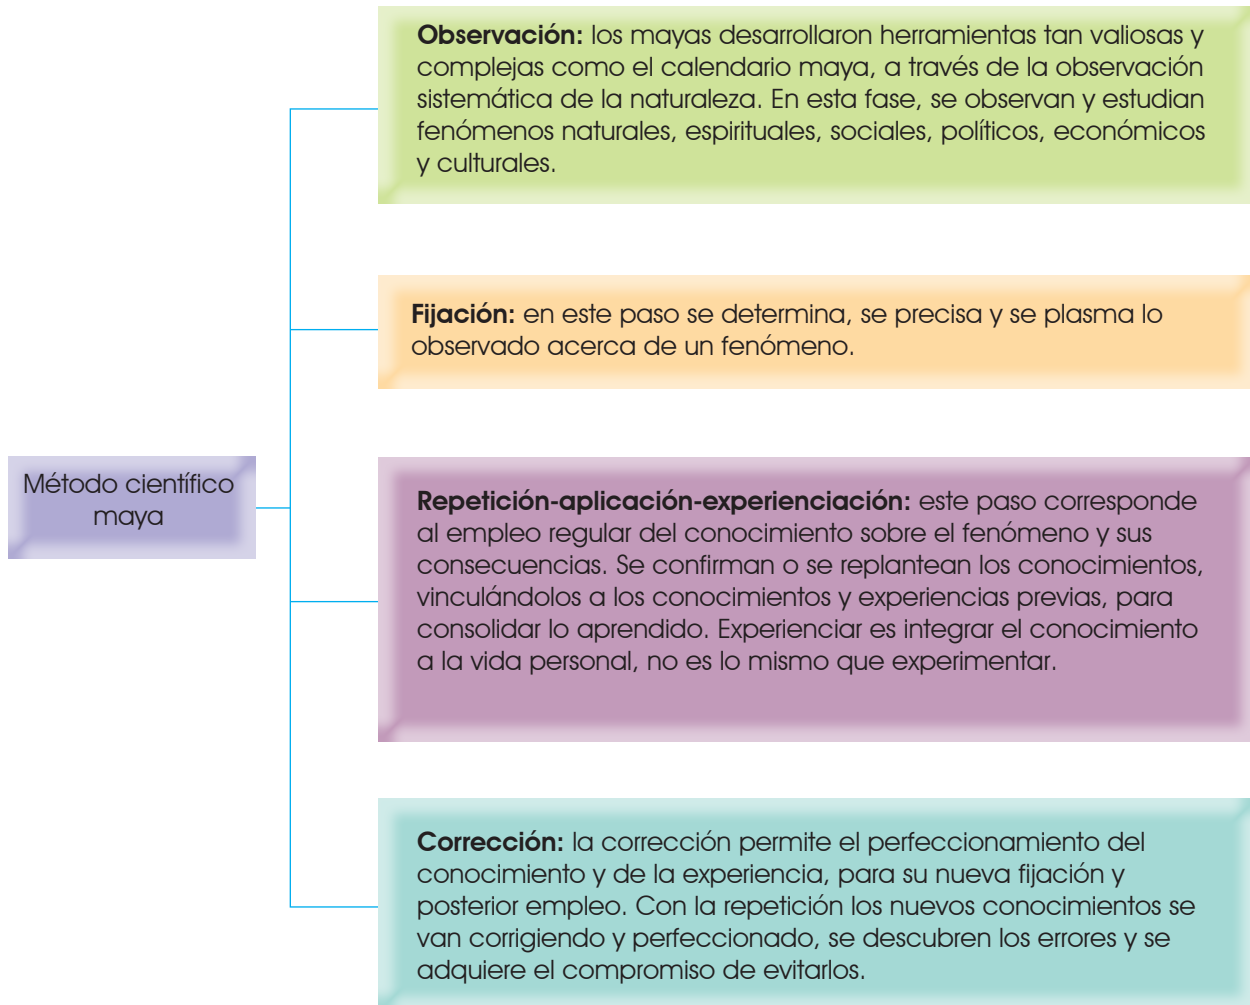 Observación: los mayas desarrollaron herramientas tan valiosas y
complejas como el calendario maya, a través de la observación
sistemática de la naturaleza. En esta fase, se observan y estudian
fenómenos naturales, espirituales, sociales, políticos, económicos
y culturales.
Fijación: en este paso se determina, se precisa y se plasma lo
observado acerca de un fenómeno.
Método científico
maya
Repetición-aplicación-experienciación: este paso corresponde
al empleo regular del conocimiento sobre el fenómeno y sus
consecuencias. Se confirman o se replantean los conocimientos,
vinculándolos a los conocimientos y experiencias previas, para
consolidar lo aprendido. Experienciar es integrar el conocimiento
a la vida personal, no es lo mismo que experimentar.
Corrección: la corrección permite el perfeccionamiento del
conocimiento y de la experiencia, para su nueva fijación y
posterior empleo. Con la repetición los nuevos conocimientos se
van corrigiendo y perfeccionado, se descubren los errores y se
adquiere el compromiso de evitarlos.